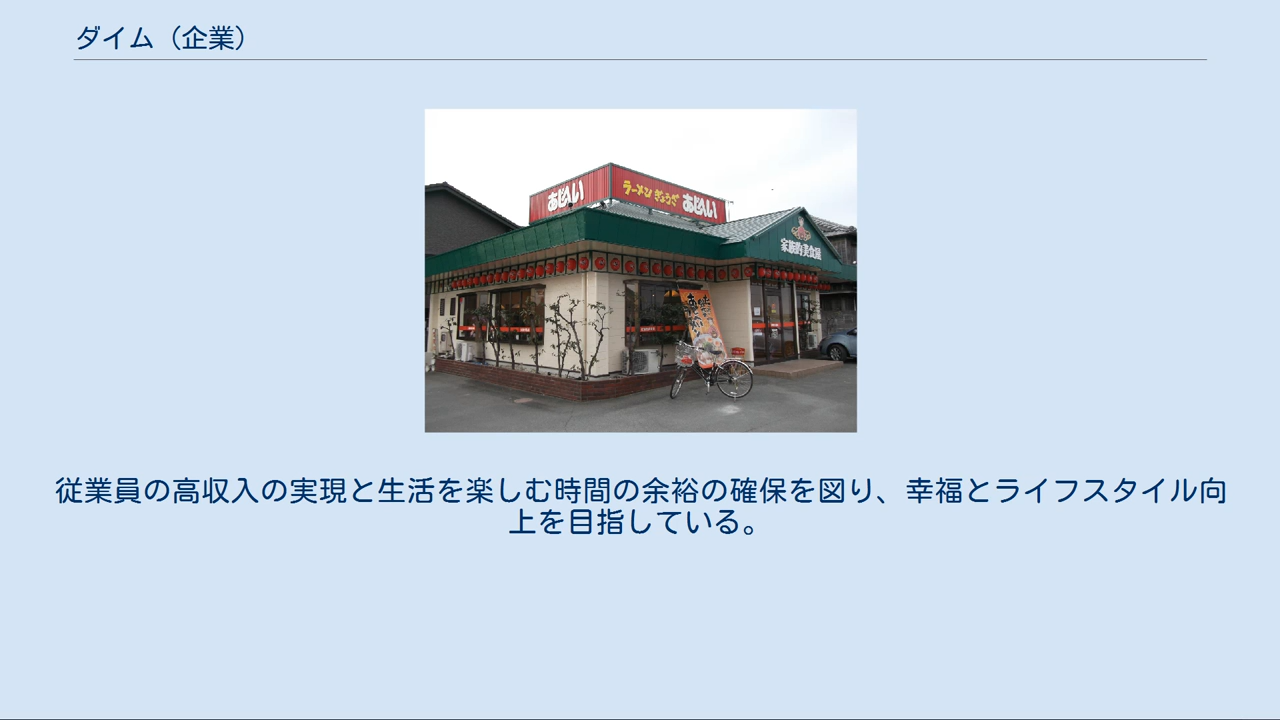 ダイム（企業）
あじへい
ラーメン ぎょうざ あじへい
家族的美食屋
従業員の高収入の実現と生活を楽しむ時間の余裕の確保を図り、幸福とライフスタイル向
上を目指している。